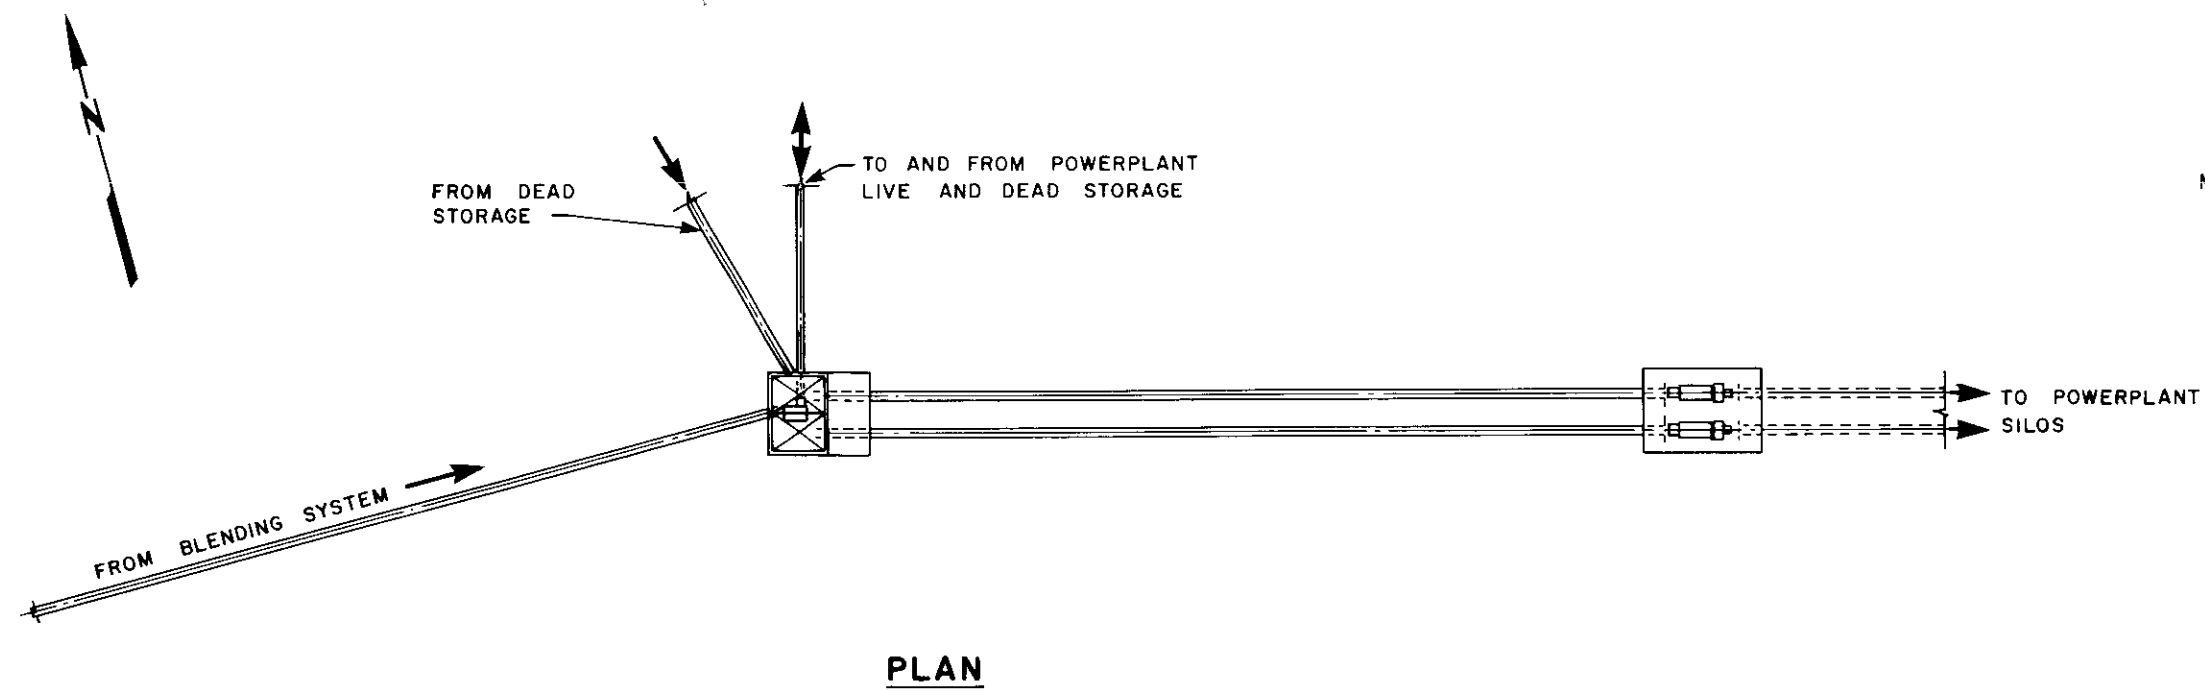 N
TO AND FROM POWERPLANT
LIVE AND DEAD STORAGE
FROM DEAD
STORAGE
TO POWERPLANT
SILOS
FROM BLENDING SYSTEM
PLAN